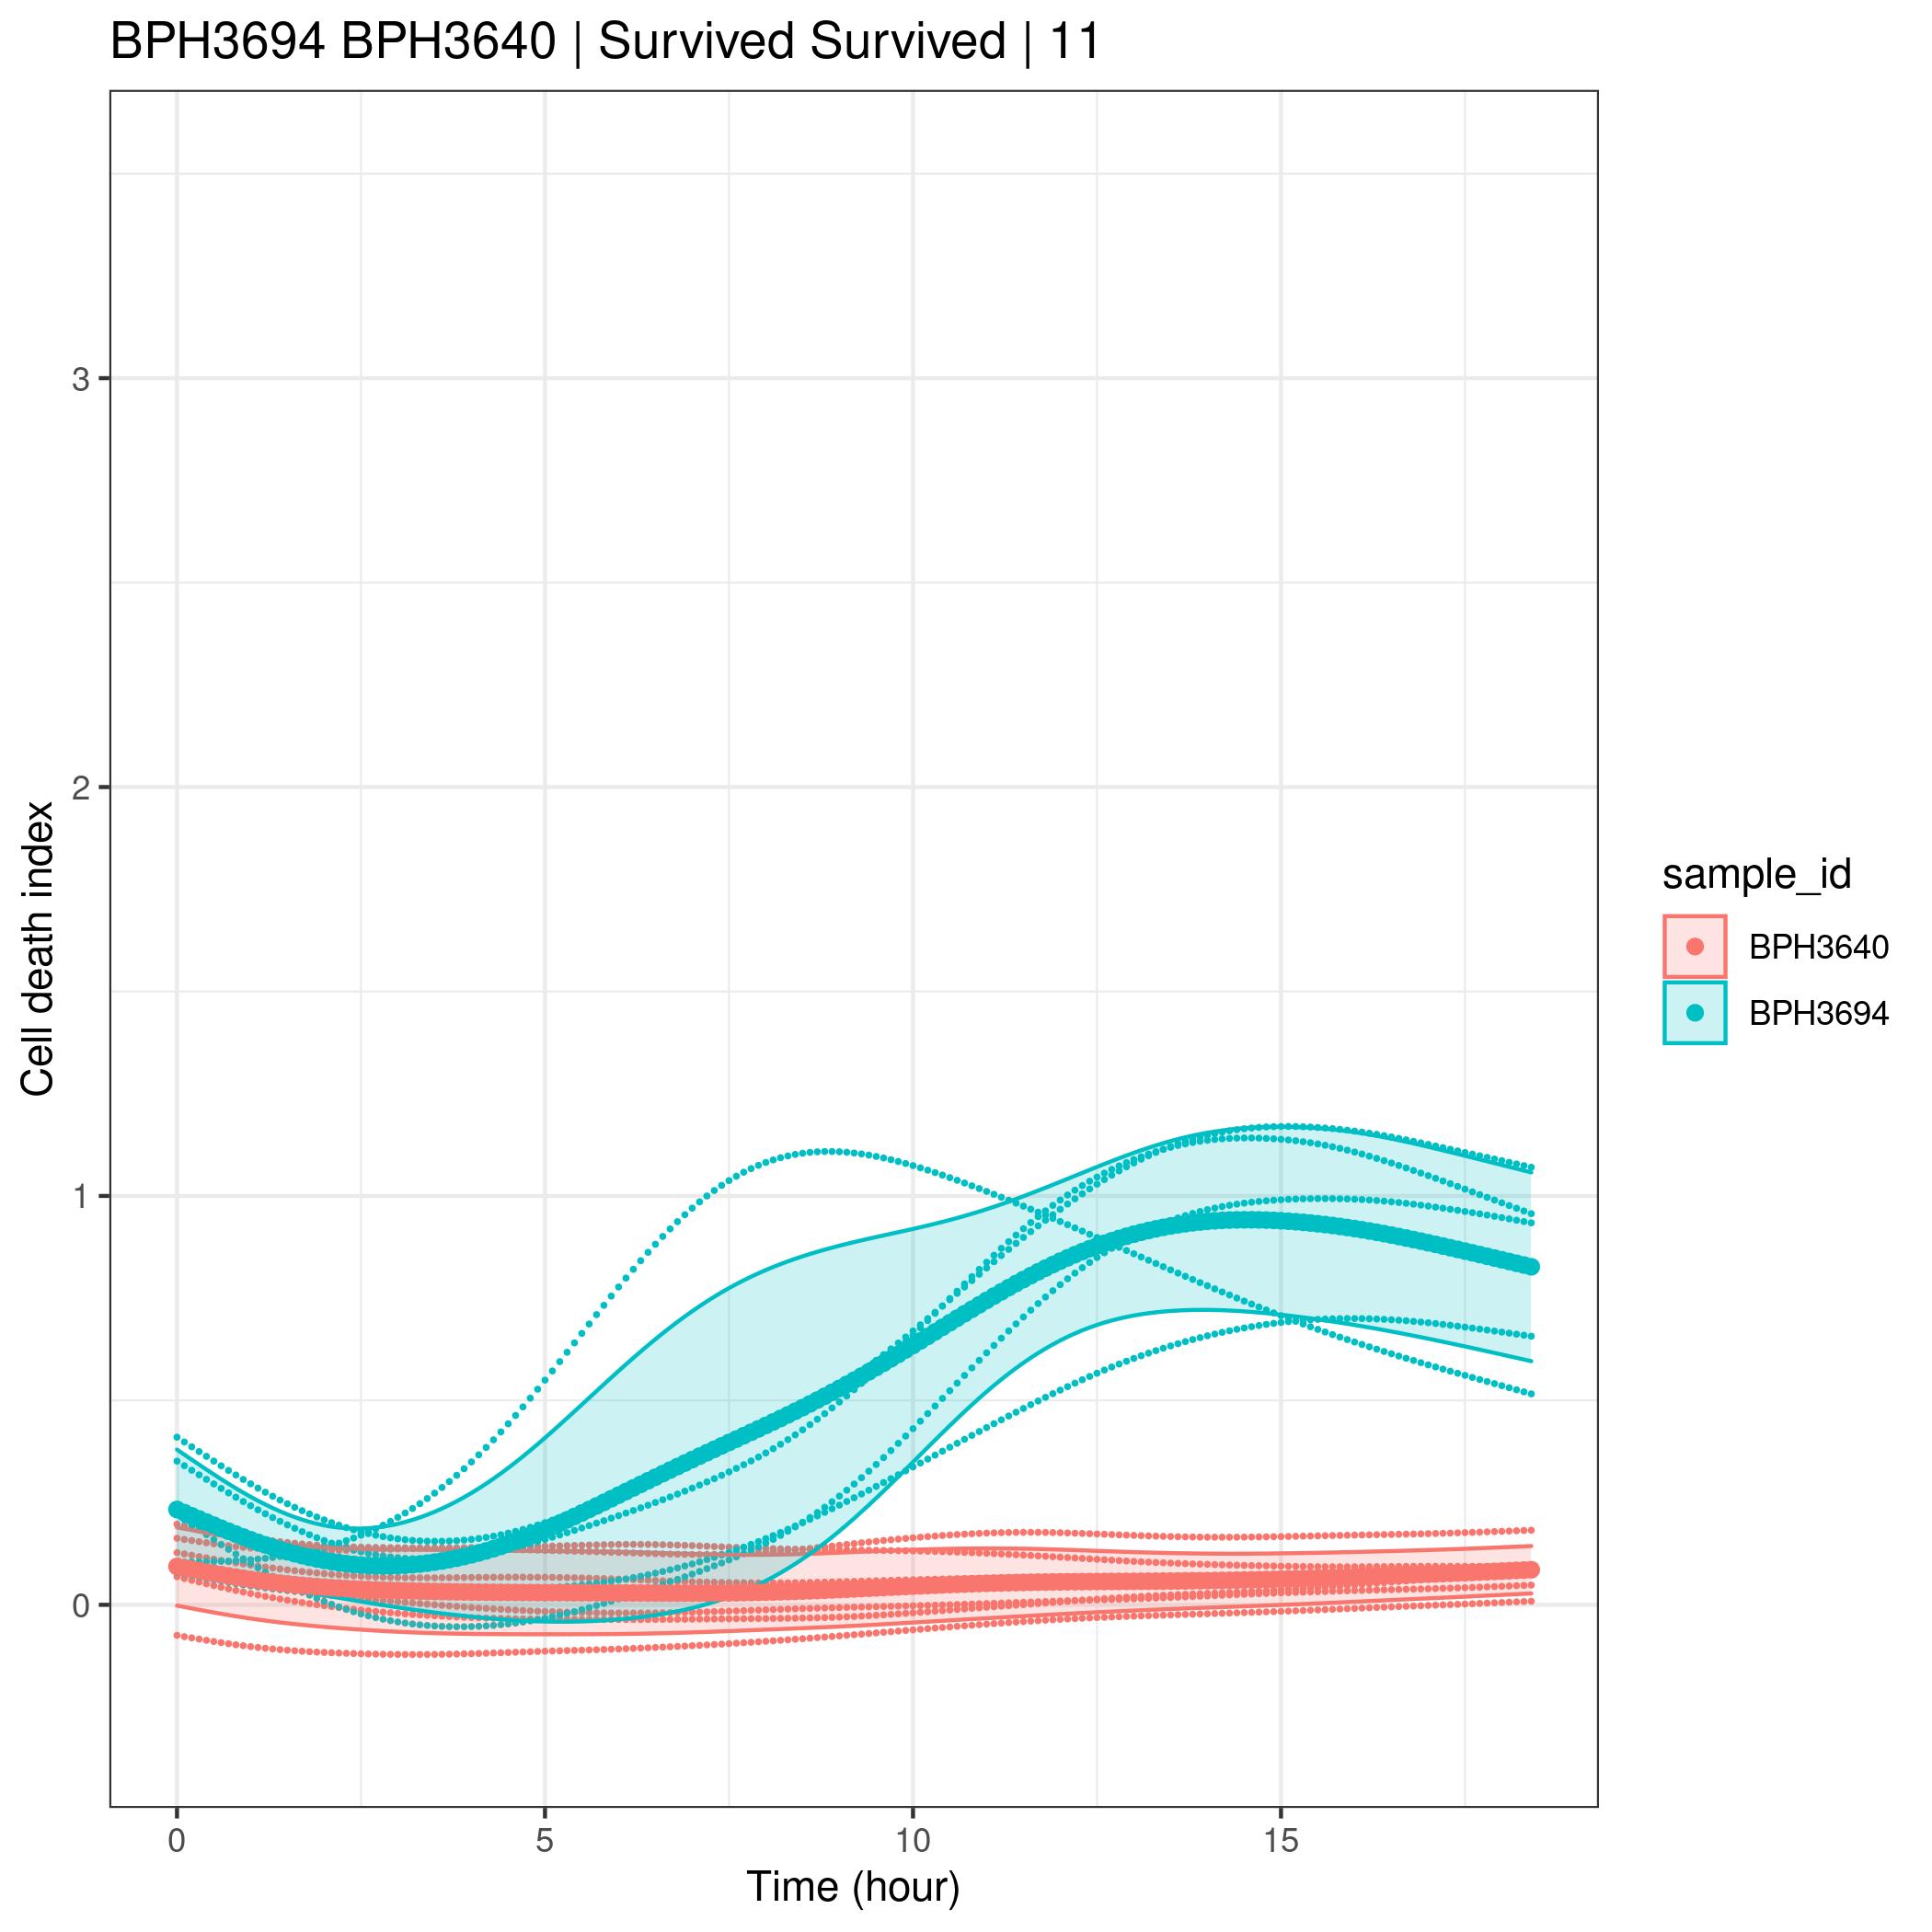 BPH3694 BPH3640 | Survived Survived | 11
Cell death index
3
2
1
0
0 5 10 15
Time (hour)
sample_id
BPH3640
BPH3694